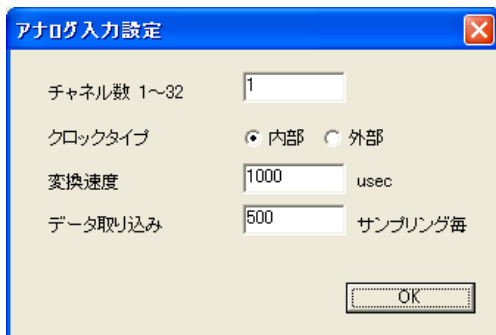 アナログ入力設定
チャネル数 1～32 1
クロックタイプ 内部 外部
変換速度 1000 usec
データ取り込み 500 サンプリング毎
OK